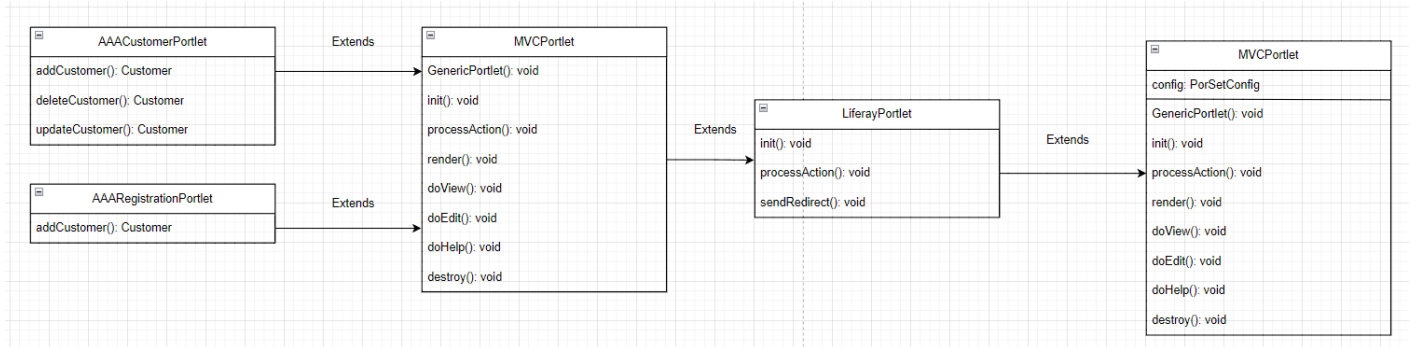 AAACustomerPortlet
addCustomer(): Customer
deleteCustomer(): Customer
updateCustomer(): Customer
Extends
AAARegistrationPortlet
addCustomer(): Customer
Extends
MVCPortlet
GenericPortlet(): void
init(): void
processAction(): void
render(): void
doView(): void
doEdit(): void
doHelp(): void
destroy(): void
Extends
LiferayPortlet
init(): void
processAction(): void
sendRedirect(): void
Extends
MVCPortlet
config: PorSetConfig
GenericPortlet(): void
init(): void
processAction(): void
render(): void
doView(): void
doEdit(): void
doHelp(): void
destroy(): void